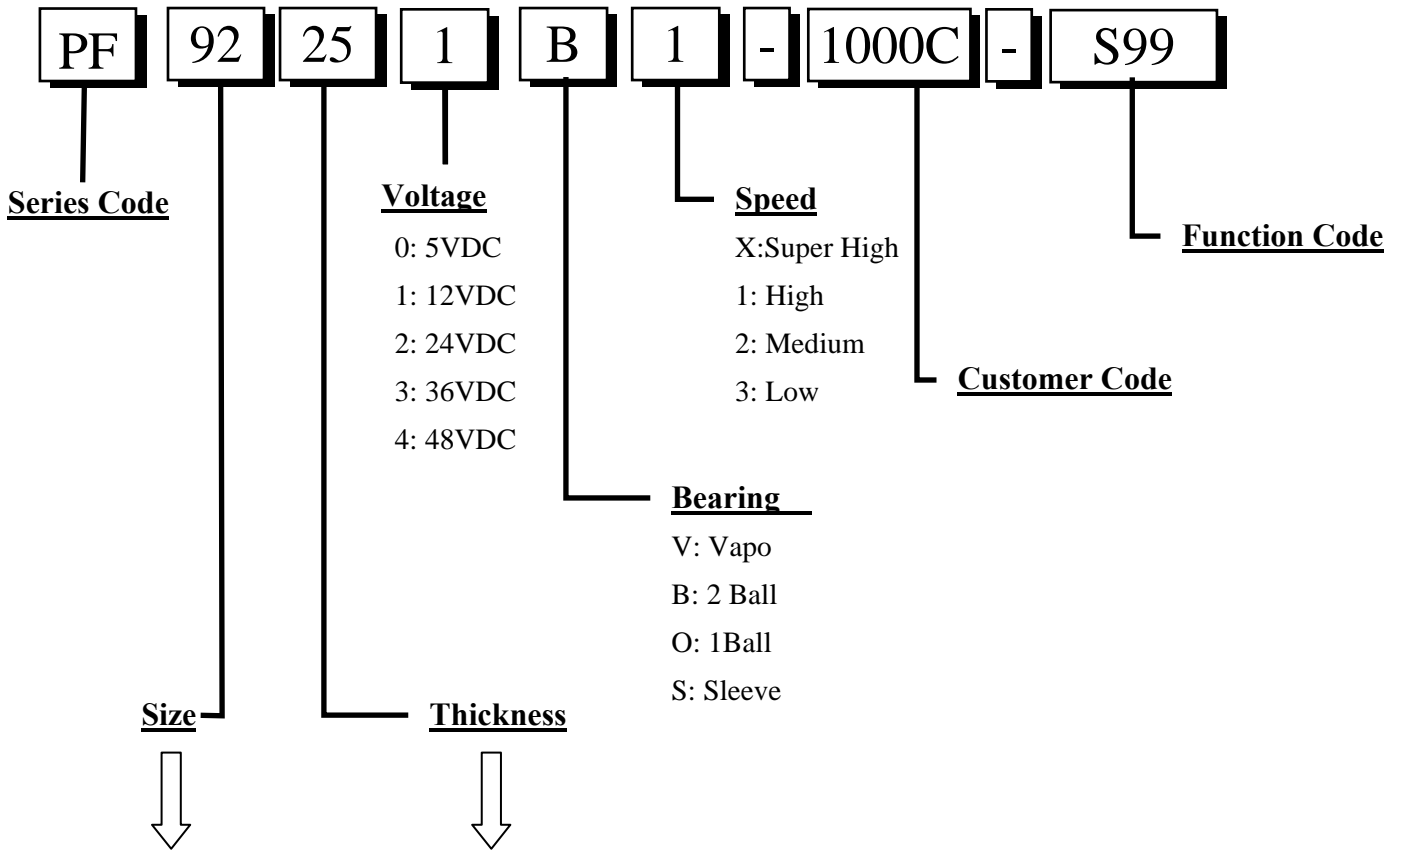 PF 92 25 1 B 1 - 1000C - S99
Series Code
Voltage
0: 5VDC
1: 12VDC
2: 24VDC
3: 36VDC
4: 48VDC
Speed
X:Super High
1: High
2: Medium
3: Low
Function Code
Customer Code
Bearing
V: Vapo
B: 2 Ball
O: 1Ball
S: Sleeve
Size
Thickness